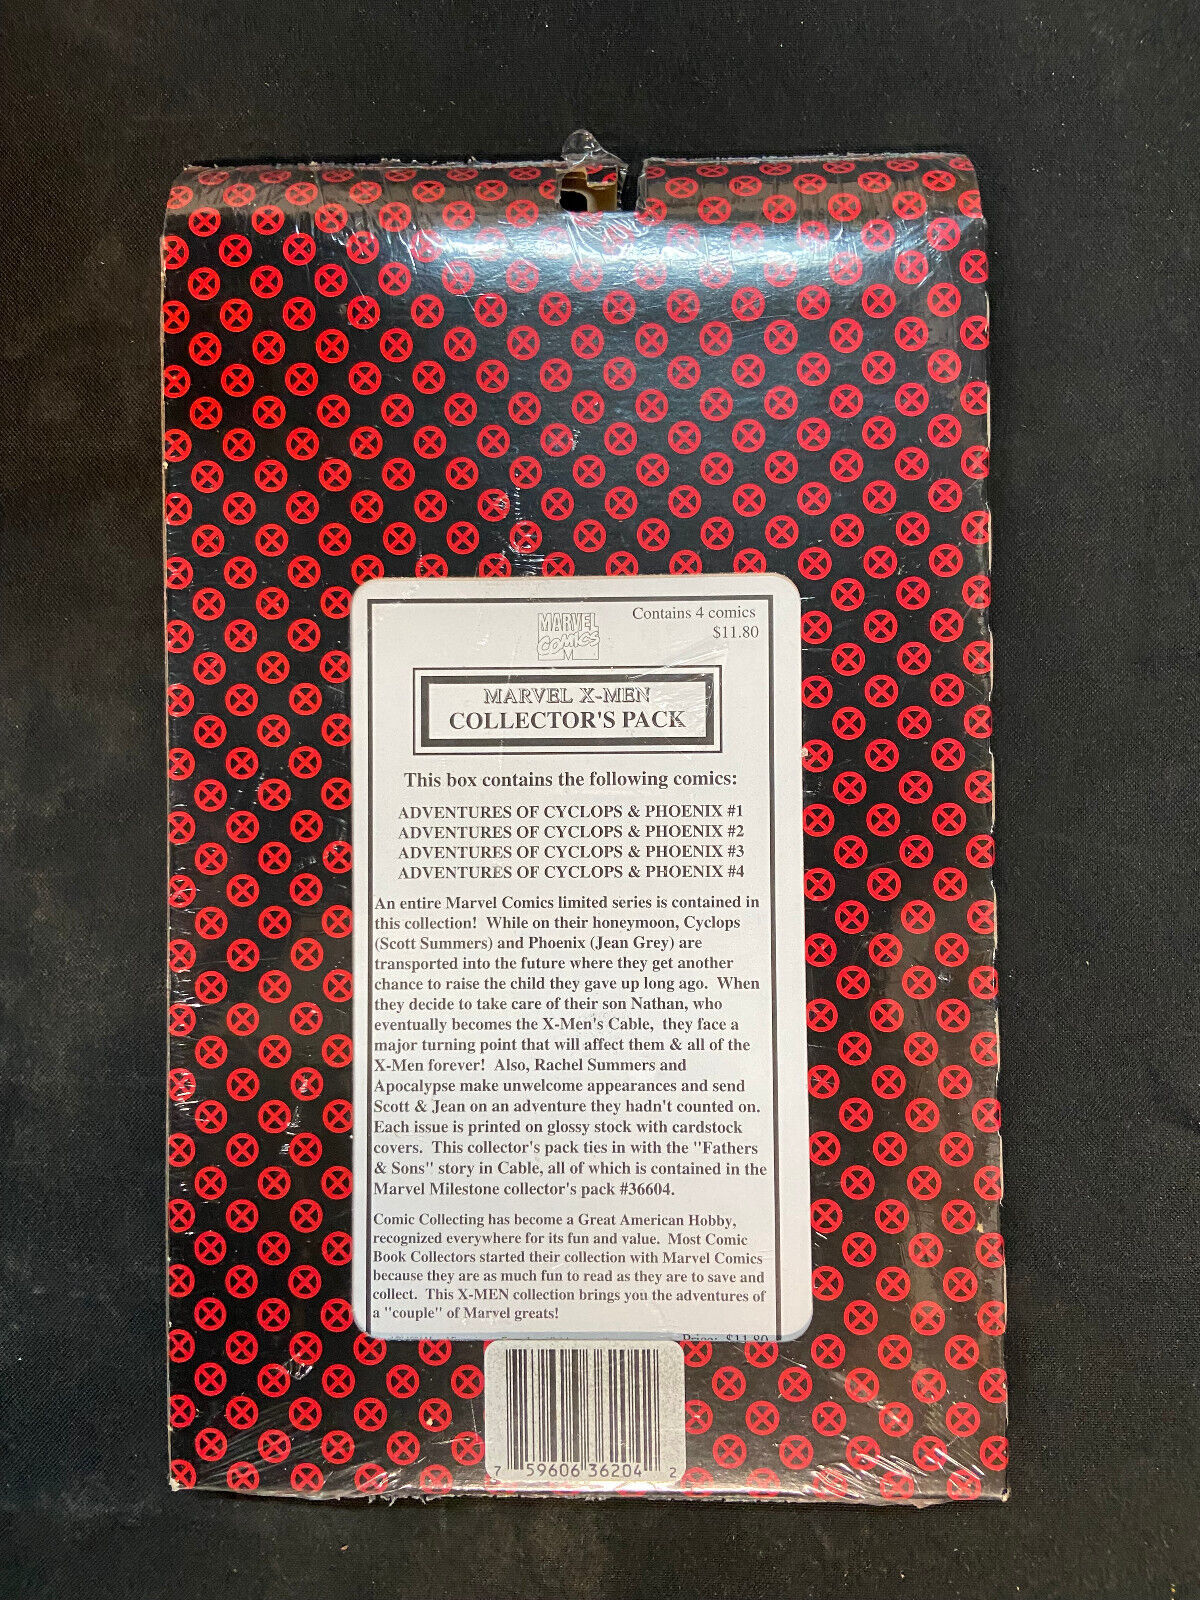 Contains 4 comics
$11.80
MARVEL
COMICS
M
MARVEL X-MEN
COLLECTOR'S PACK
This box contains the following comics:
ADVENTURES OF CYCLOPS & PHOENIX #1
ADVENTURES OF CYCLOPS & PHOENIX #2
ADVENTURES OF CYCLOPS & PHOENIX #3
ADVENTURES OF CYCLOPS & PHOENIX #4
An entire Marvel Comics limited series is contained in
this collection! While on their honeymoon, Cyclops
(Scott Summers) and Phoenix (Jean Grey) are
transported into the future where they get another
chance to raise the child they gave up long ago. When
they decide to take care of their son Nathan, who
eventually becomes the X-Men's Cable, they face a
major turning point that will affect them & all of the
X-Men forever! Also, Rachel Summers and
Apocalypse make unwelcome appearances and send
Scott & Jean on an adventure they hadn't counted on.
Each issue is printed on glossy stock with cardstock
covers. This collector's pack ties in with the "Fathers
& Sons" story in Cable, all of which is contained in the
Marvel Milestone collector's pack #36604.
Comic Collecting has become a Great American Hobby,
recognized everywhere for its fun and value. Most Comic
Book Collectors started their collection with Marvel Comics
because they are as much fun to read as they are to save and
collect. This X-MEN collection brings you the adventures of
a "couple" of Marvel greats!
Price: $11.80
7 59606 36204 2